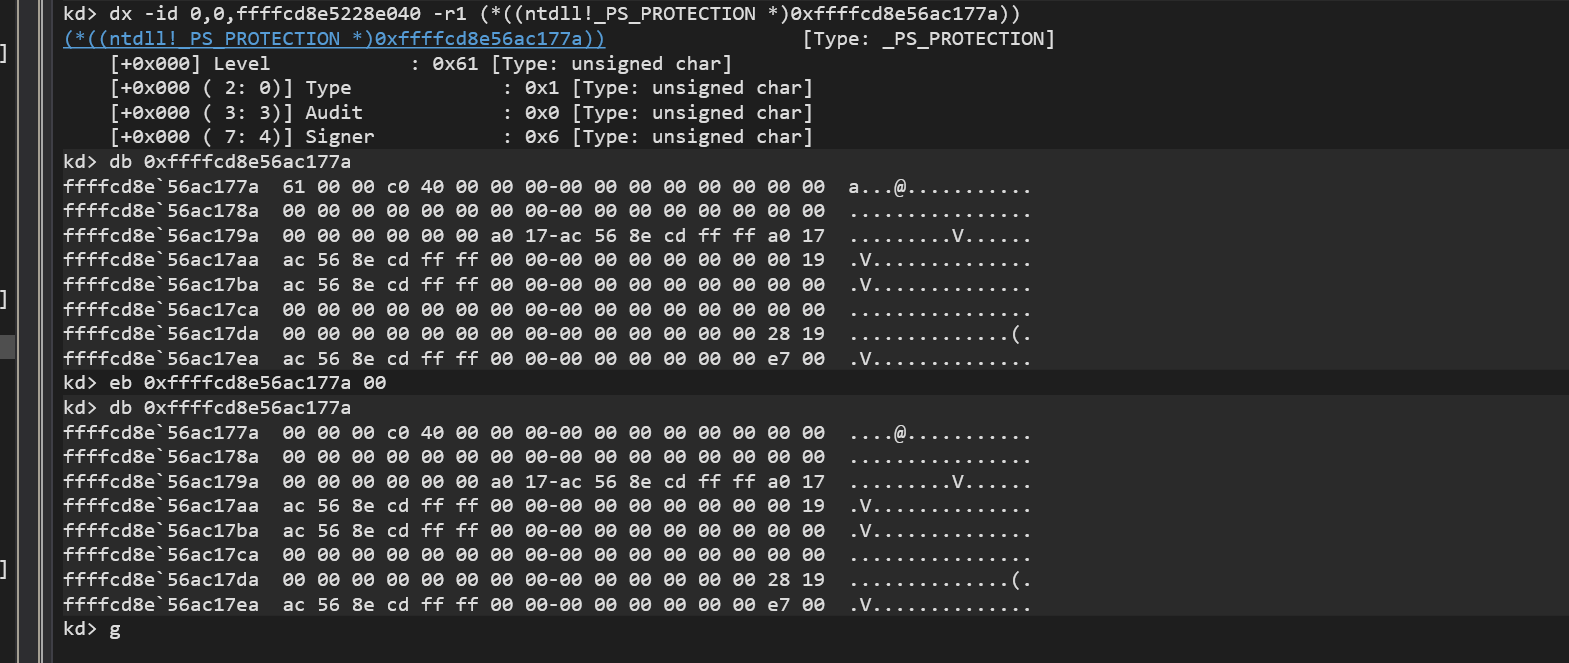 kd> dx -id 0,0,ffffcd8e5228e040 -r1 (*((ntdll!_PS_PROTECTION *)0xffffcd8e56ac177a))
(*((ntdll!_PS_PROTECTION *)0xffffcd8e56ac177a))                 [Type: _PS_PROTECTION]
]
    [+0x000] Level            : 0x61 [Type: unsigned char]
    [+0x000 ( 2: 0)] Type             : 0x1 [Type: unsigned char]
    [+0x000 ( 3: 3)] Audit            : 0x0 [Type: unsigned char]
    [+0x000 ( 7: 4)] Signer           : 0x6 [Type: unsigned char]
kd> db 0xffffcd8e56ac177a
ffffcd8e`56ac177a  61 00 00 c0 40 00 00 00-00 00 00 00 00 00 00 00  a...@...........
ffffcd8e`56ac178a  00 00 00 00 00 00 00 00-00 00 00 00 00 00 00 00  ................
ffffcd8e`56ac179a  00 00 00 00 00 00 a0 17-ac 56 8e cd ff ff a0 17  .........V......
ffffcd8e`56ac17aa  ac 56 8e cd ff ff 00 00-00 00 00 00 00 00 00 19  .V..............
ffffcd8e`56ac17ba  ac 56 8e cd ff ff 00 00-00 00 00 00 00 00 00 00  .V..............
]
ffffcd8e`56ac17ca  00 00 00 00 00 00 00 00-00 00 00 00 00 00 00 00  ................
ffffcd8e`56ac17da  00 00 00 00 00 00 00 00-00 00 00 00 00 00 28 19  ..............(.
ffffcd8e`56ac17ea  ac 56 8e cd ff ff 00 00-00 00 00 00 00 00 e7 00  .V..............
kd> eb 0xffffcd8e56ac177a 00
kd> db 0xffffcd8e56ac177a
ffffcd8e`56ac177a  00 00 00 c0 40 00 00 00-00 00 00 00 00 00 00 00  ....@...........
ffffcd8e`56ac178a  00 00 00 00 00 00 00 00-00 00 00 00 00 00 00 00  ................
ffffcd8e`56ac179a  00 00 00 00 00 00 a0 17-ac 56 8e cd ff ff a0 17  .........V......
ffffcd8e`56ac17aa  ac 56 8e cd ff ff 00 00-00 00 00 00 00 00 00 19  .V..............
ffffcd8e`56ac17ba  ac 56 8e cd ff ff 00 00-00 00 00 00 00 00 00 00  .V..............
ffffcd8e`56ac17ca  00 00 00 00 00 00 00 00-00 00 00 00 00 00 00 00  ................
]
ffffcd8e`56ac17da  00 00 00 00 00 00 00 00-00 00 00 00 00 00 28 19  ..............(.
ffffcd8e`56ac17ea  ac 56 8e cd ff ff 00 00-00 00 00 00 00 00 e7 00  .V..............
kd> g